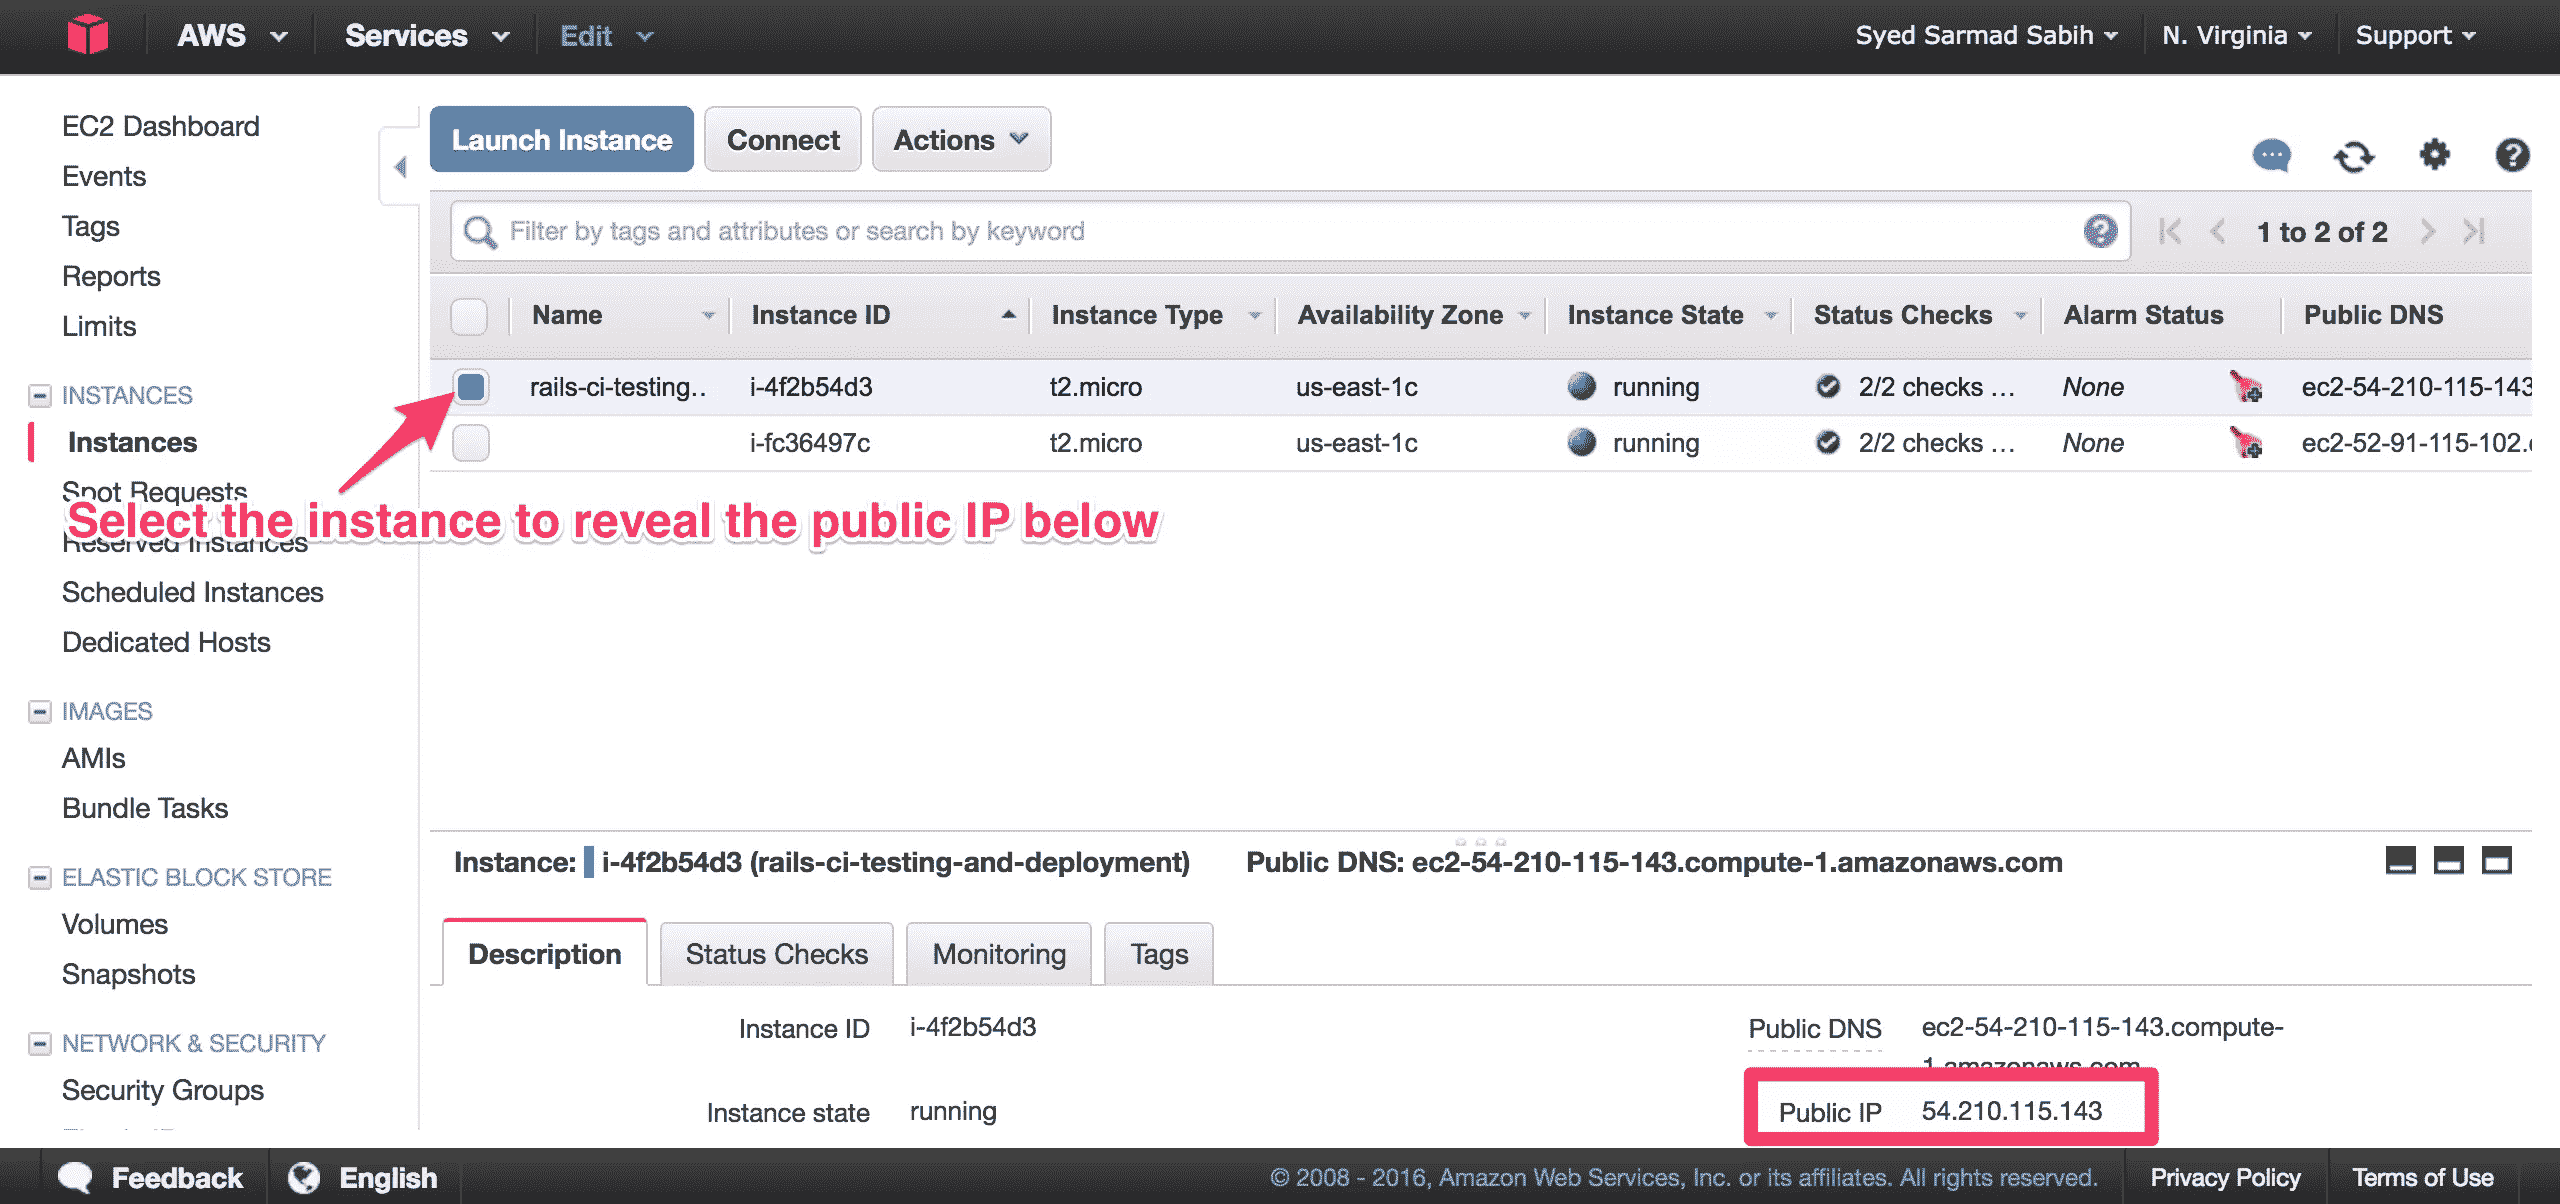 AWS Services Edit Syed Sarmad Sabih N. Virginia Support
EC2 Dashboard
Events
Tags
Reports
Limits
INSTANCES
Instances
Spot Requests
Reserved Instances
Scheduled Instances
Dedicated Hosts
IMAGES
AMIs
Bundle Tasks
ELASTIC BLOCK STORE
Volumes
Snapshots
NETWORK & SECURITY
Security Groups
Launch Instance Connect Actions
Filter by tags and attributes or search by keyword 1 to 2 of 2
Name Instance ID Instance Type Availability Zone Instance State Status Checks Alarm Status Public DNS
rails-ci-testing.. i-4f2b54d3 t2.micro us-east-1c running 2/2 checks ... None ec2-54-210-115-143
i-fc36497c t2.micro us-east-1c running 2/2 checks ... None ec2-52-91-115-102.
Select the instance to reveal the public IP below
Instance: i-4f2b54d3 (rails-ci-testing-and-deployment) Public DNS: ec2-54-210-115-143.compute-1.amazonaws.com
Description Status Checks Monitoring Tags
Instance ID i-4f2b54d3 Public DNS ec2-54-210-115-143.compute-
1.amazonaws.com
Instance state running Public IP 54.210.115.143
Feedback English © 2008 - 2016, Amazon Web Services, Inc. or its affiliates. All rights reserved. Privacy Policy Terms of Use